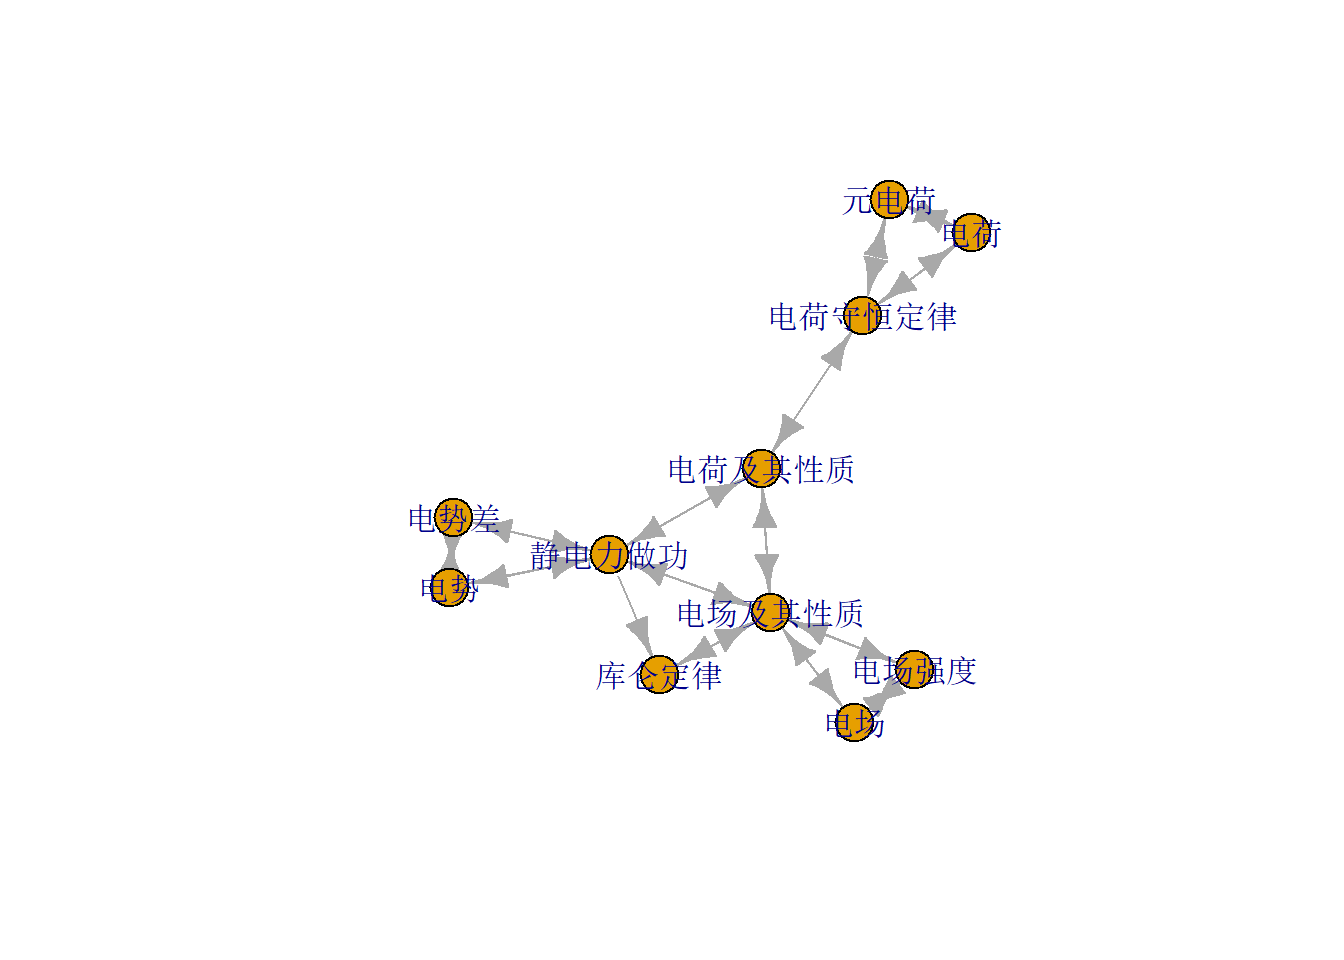 元电荷
电荷
电荷守恒定律
电荷及其性质
电势差
静电力做功
电势
电场及其性质
库仑定律
电场强度
电场